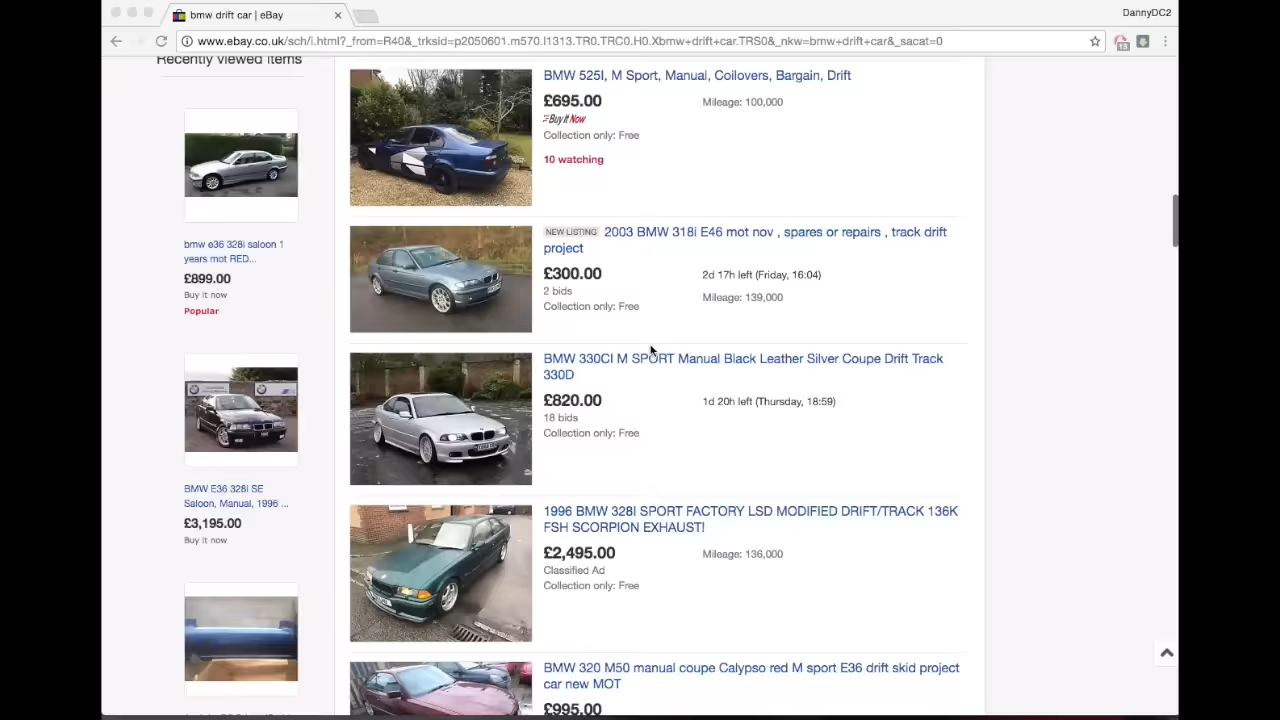 bmw drift car | eBay
DannyDC2
www.ebay.co.uk/sch/i.html?_from=R40&_trksid=p2050601.m570.l1313.TR0.TRC0.H0.Xbmw+drift+car.TRS0&_nkw=bmw+drift+car&_sacat=0
13
Recently viewed items
bmw e36 328i saloon 1
years mot RED...
£899.00
Buy it now
Popular
BMW E36 328I SE
Saloon, Manual, 1996 ...
£3,195.00
Buy it now
BMW 525I, M Sport, Manual, Coilovers, Bargain, Drift
£695.00
Mileage: 100,000
Buy It Now
Collection only: Free
10 watching
NEW LISTING 2003 BMW 318i E46 mot nov , spares or repairs , track drift
project
£300.00
2d 17h left (Friday, 16:04)
2 bids
Mileage: 139,000
Collection only: Free
BMW 330CI M SPORT Manual Black Leather Silver Coupe Drift Track
330D
£820.00
1d 20h left (Thursday, 18:59)
18 bids
Collection only: Free
1996 BMW 328I SPORT FACTORY LSD MODIFIED DRIFT/TRACK 136K
FSH SCORPION EXHAUST!
£2,495.00
Mileage: 136,000
Classified Ad
Collection only: Free
BMW 320 M50 manual coupe Calypso red M sport E36 drift skid project
car new MOT
£995.00